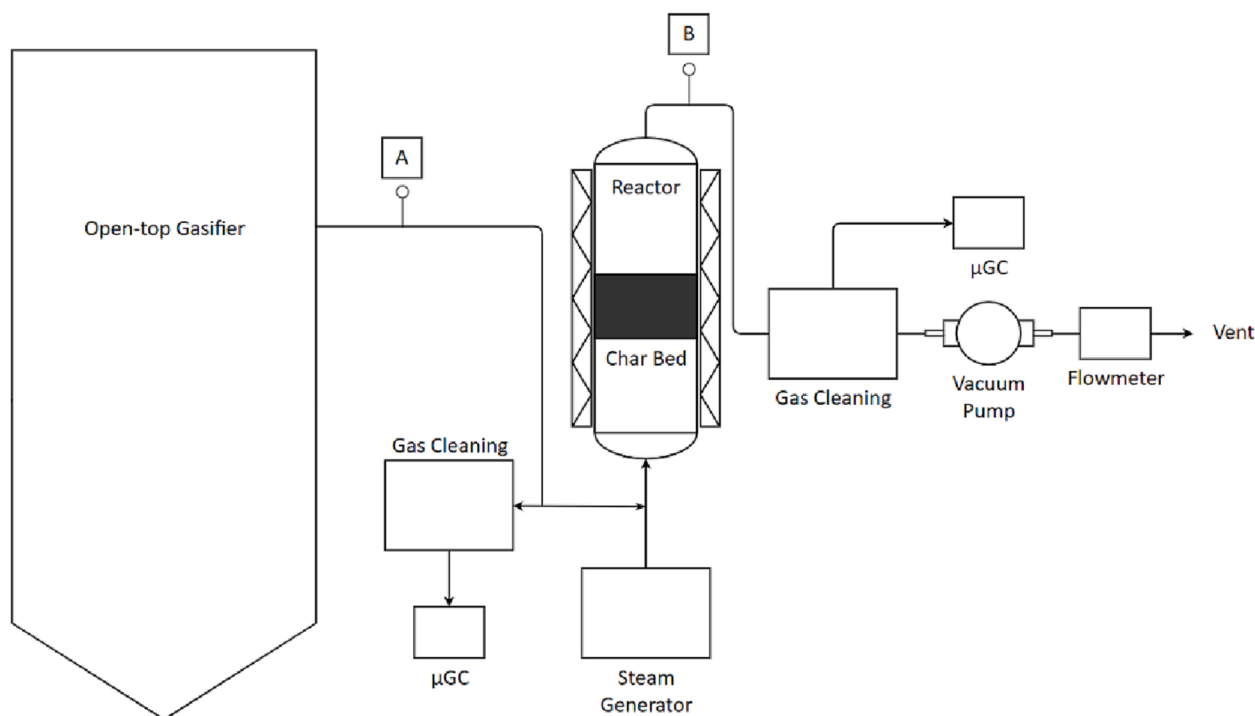 B
A
Reactor
Open-top Gasifier
µGC
Vent
Char Bed
Flowmeter
Vacuum
Pump
Gas Cleaning
Gas Cleaning
µGC
Steam
Generator